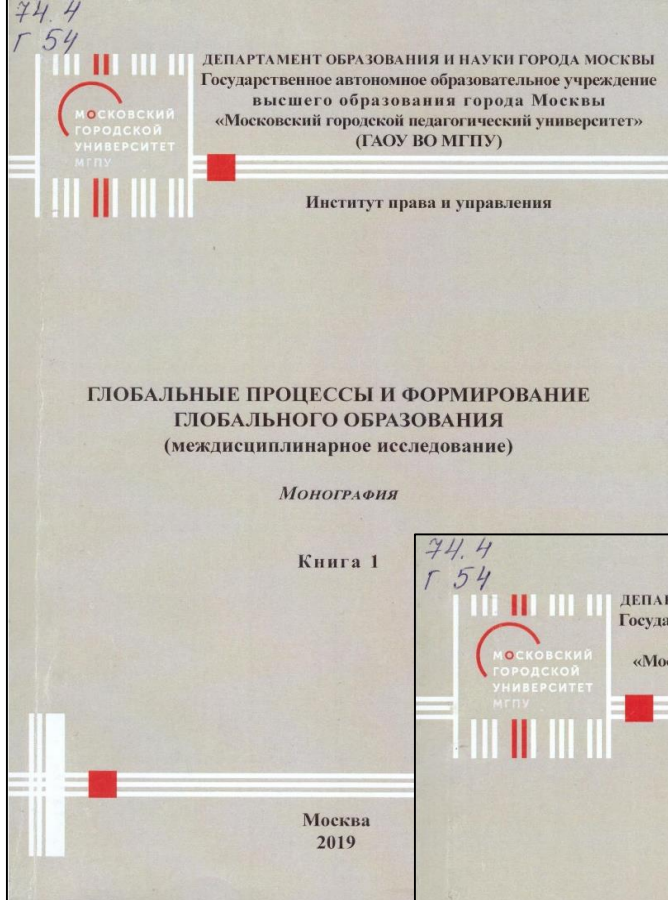 74.4
Г 54
МОСКОВСКИЙ
ГОРОДСКОЙ
УНИВЕРСИТЕТ
МГПУ
ДЕПАРТАМЕНТ ОБРАЗОВАНИЯ И НАУКИ ГОРОДА МОСКВЫ
Государственное автономное образовательное учреждение
высшего образования города Москвы
«Московский городской педагогический университет»
(ГАОУ ВО МГПУ)
Институт права и управления
ГЛОБАЛЬНЫЕ ПРОЦЕССЫ И ФОРМИРОВАНИЕ
ГЛОБАЛЬНОГО ОБРАЗОВАНИЯ
(междисциплинарное исследование)
МОНОГРАФИЯ
Книга 1
Москва
2019
74.4
Г 54
МОСКОВСКИЙ
ГОРОДСКОЙ
УНИВЕРСИТЕТ
МГПУ